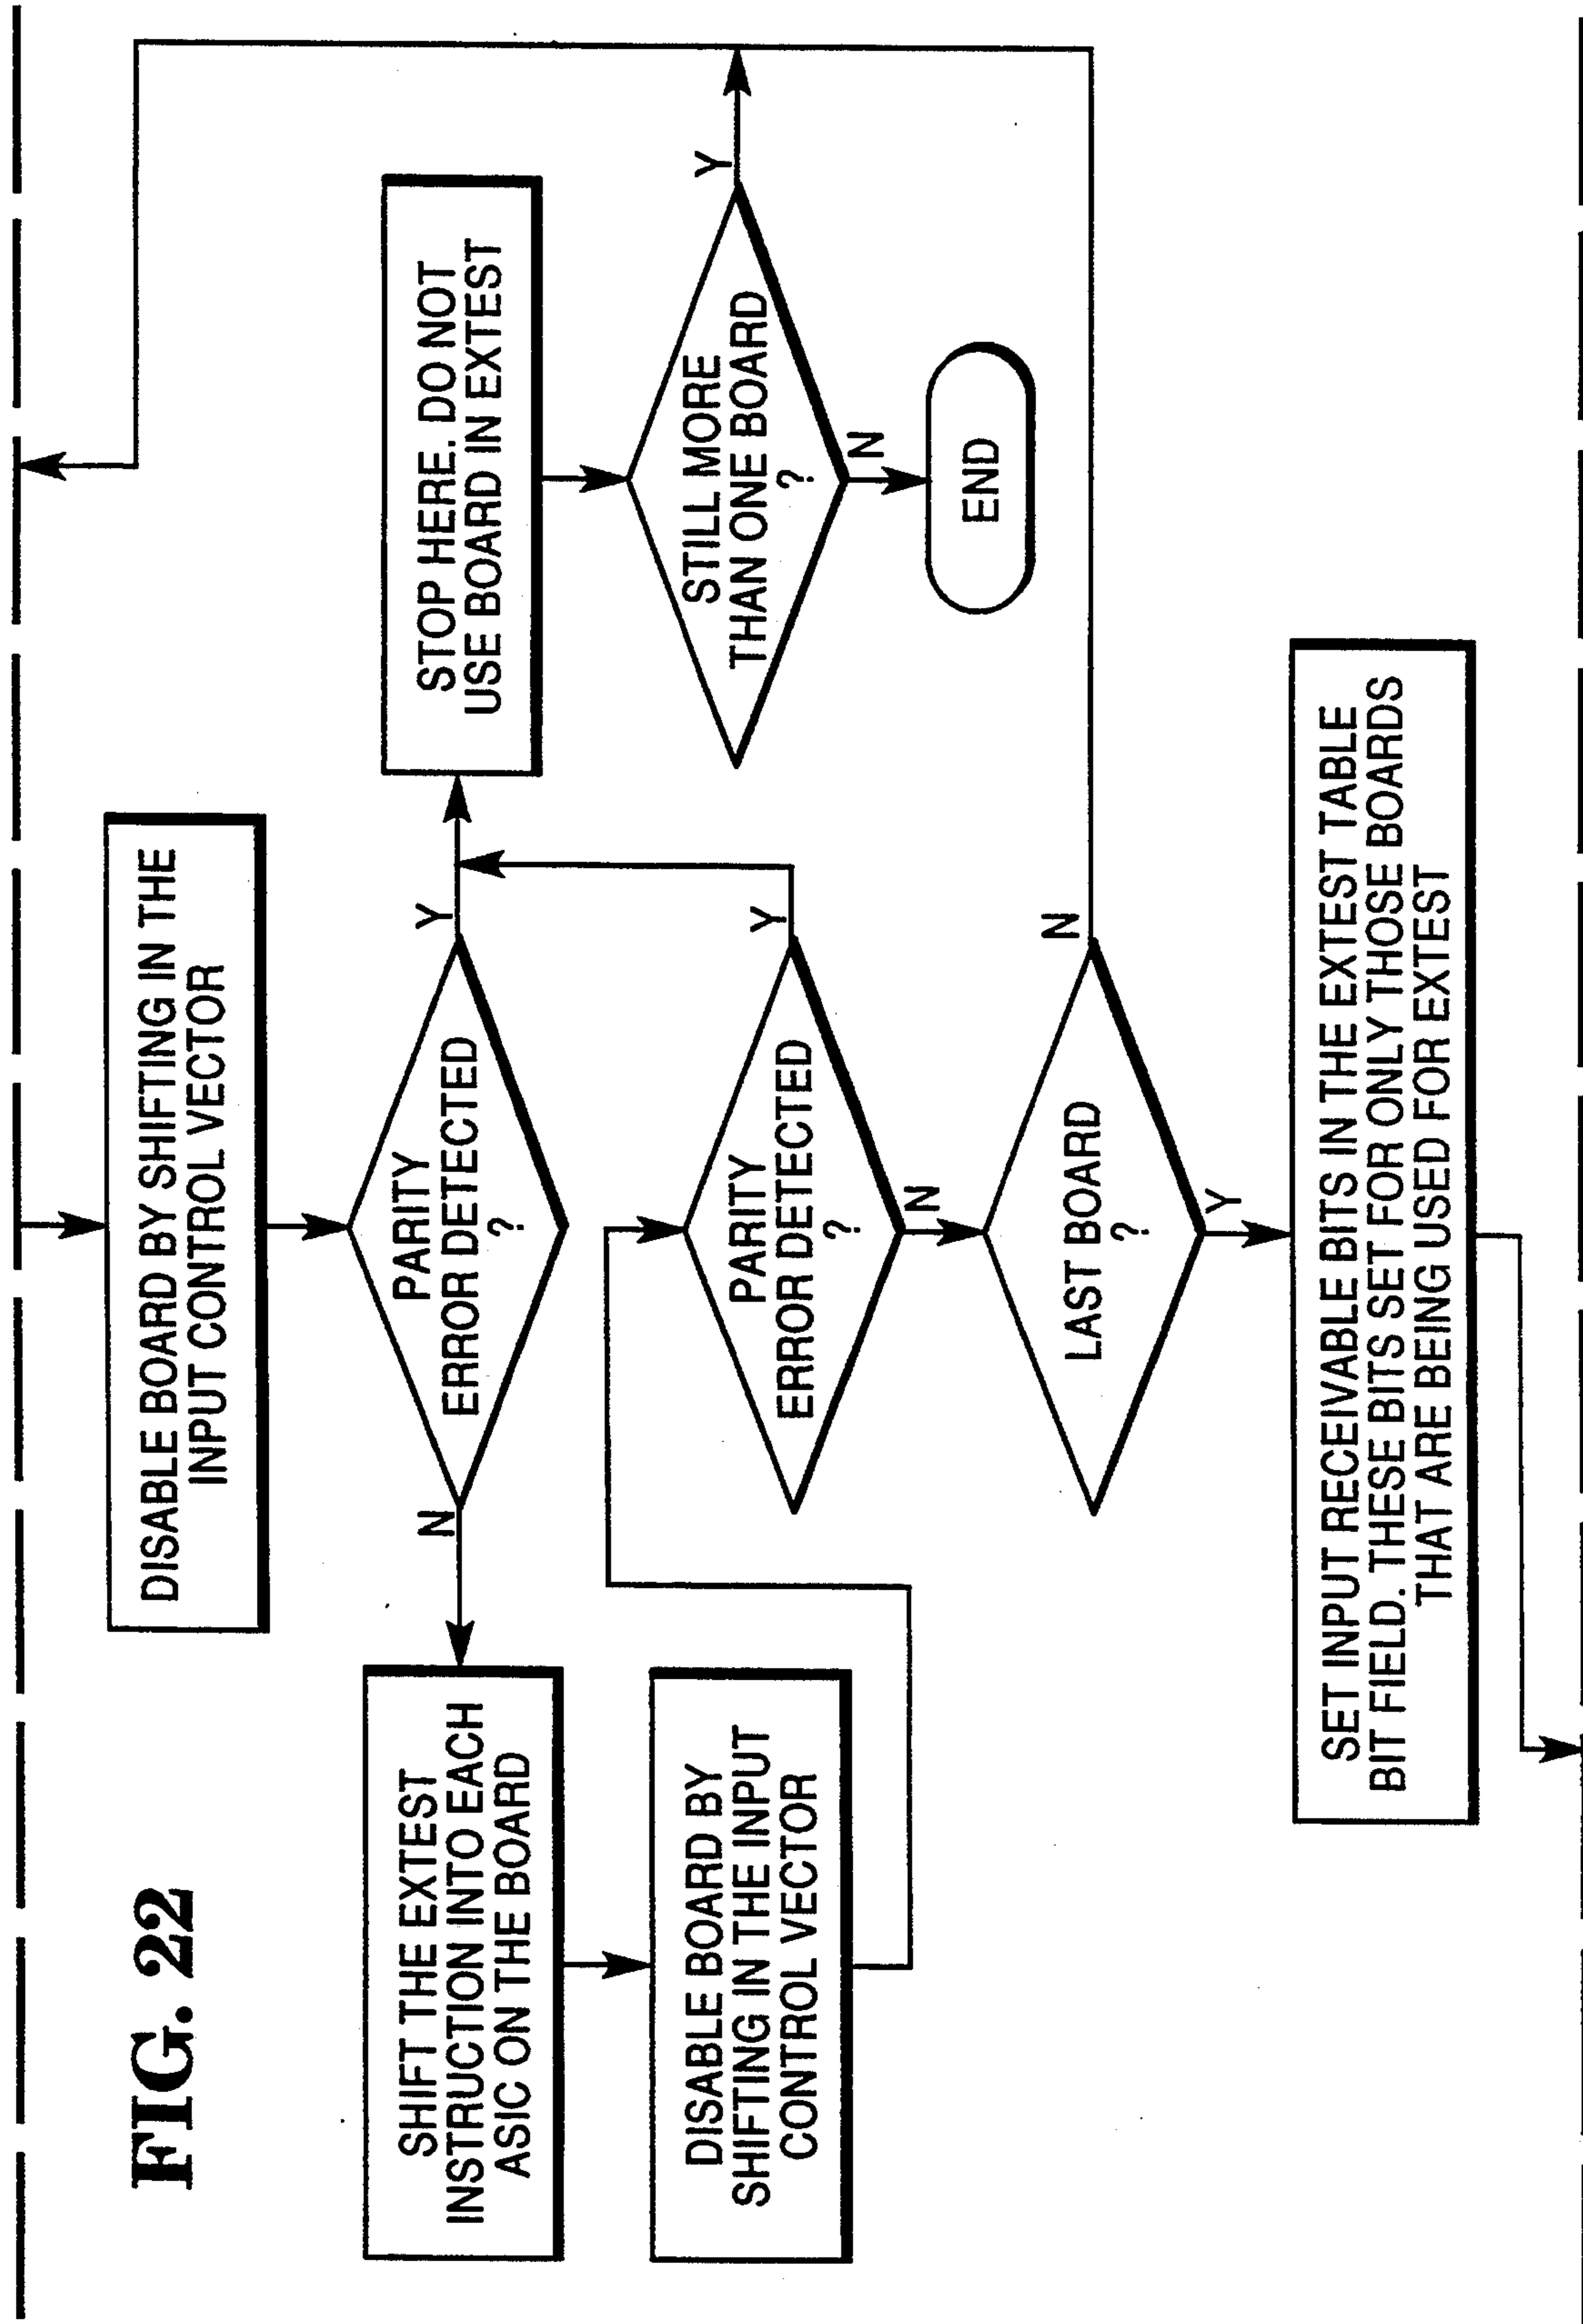 FIG. 22
DISABLE BOARD BY SHIFTING IN THE
INPUT CONTROL VECTOR
PARITY
ERROR DETECTED
?
N
Y
SHIFT THE EXTEST
INSTRUCTION INTO EACH
ASIC ON THE BOARD
STOP HERE. DO NOT
USE BOARD IN EXTEST
DISABLE BOARD BY
SHIFTING IN THE INPUT
CONTROL VECTOR
PARITY
ERROR DETECTED
?
Y
N
STILL MORE
THAN ONE BOARD
?
Y
N
END
LAST BOARD
?
N
Y
SET INPUT RECEIVABLE BITS IN THE EXTEST TABLE
BIT FIELD. THESE BITS SET FOR ONLY THOSE BOARDS
THAT ARE BEING USED FOR EXTEST